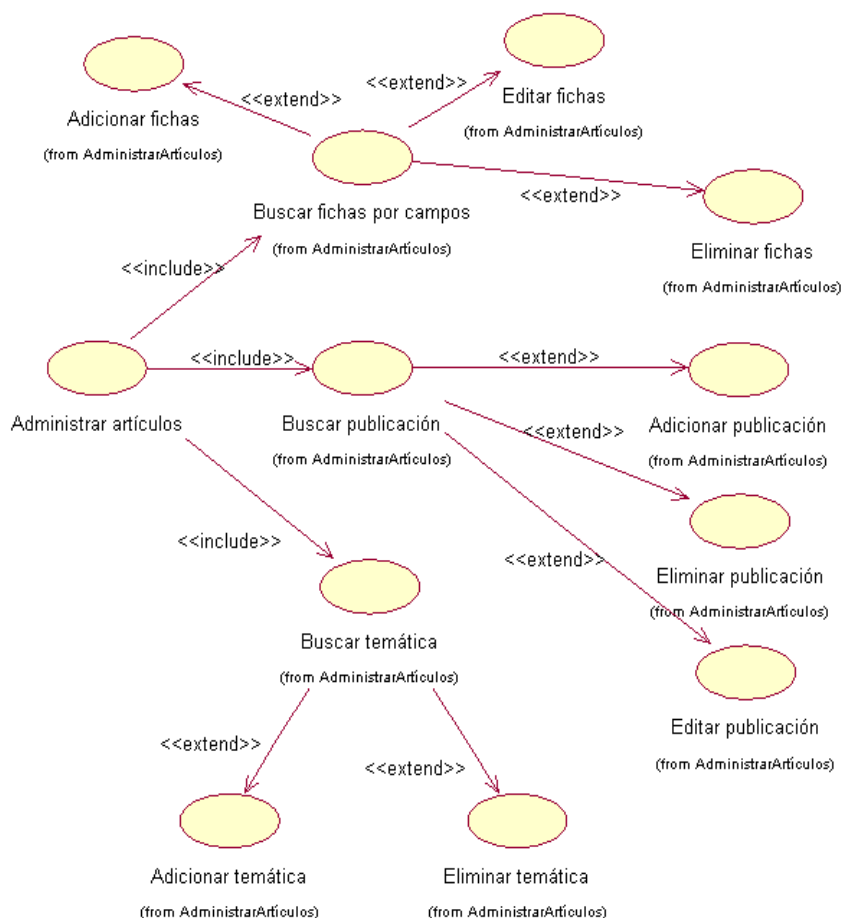 <<extend>>
<<extend>>
Editar fichas
(from AdministrarArtículos)
Adicionar fichas
(from AdministrarArtículos)
<<extend>>
Buscar fichas por campos
(from AdministrarArtículos)
Eliminar fichas
(from AdministrarArtículos)
<<include>>
<<include>>
<<extend>>
Administrar artículos
Buscar publicación
(from AdministrarArtículos)
Adicionar publicación
(from AdministrarArtículos)
<<extend>>
<<include>>
<<extend>>
Eliminar publicación
(from AdministrarArtículos)
Buscar temática
(from AdministrarArtículos)
Editar publicación
(from AdministrarArtículos)
<<extend>>
<<extend>>
Adicionar temática
(from AdministrarArtículos)
Eliminar temática
(from AdministrarArtículos)